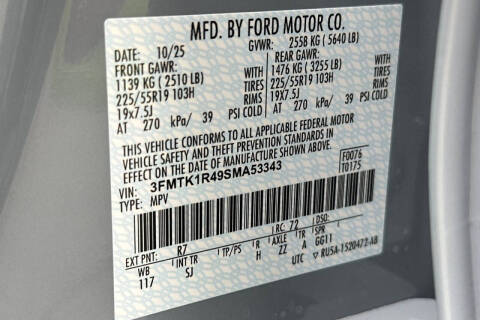 MFD. BY FORD MOTOR CO.
DATE: 10/25 GVWR: 2558 KG ( 5640 LB)
FRONT GAWR: REAR GAWR:
1139 KG ( 2510 LB) WITH 1476 KG ( 3255 LB) WITH
225/55R19 103H TIRES 225/55R19 103H TIRES
19x7.5J RIMS 19X7.5J RIMS
AT 270 kPa/ 39 PSI COLD AT 270 kPa/ 39 PSI COLD
THIS VEHICLE CONFORMS TO ALL APPLICABLE FEDERAL MOTOR
VEHICLE SAFETY AND THEFT PREVENTION STANDARDS IN
EFFECT ON THE DATE OF MANUFACTURE SHOWN ABOVE.
VIN: 3FMTK1R49SMA53343 F0076
TYPE: MPV T0175
EXT PNT: R7 RC: 72 DSO:
WB INT TR TP/PS R AXLE TR SPR
117 SJ H ZZ A GG11
UTC RU5A-1520472-AB